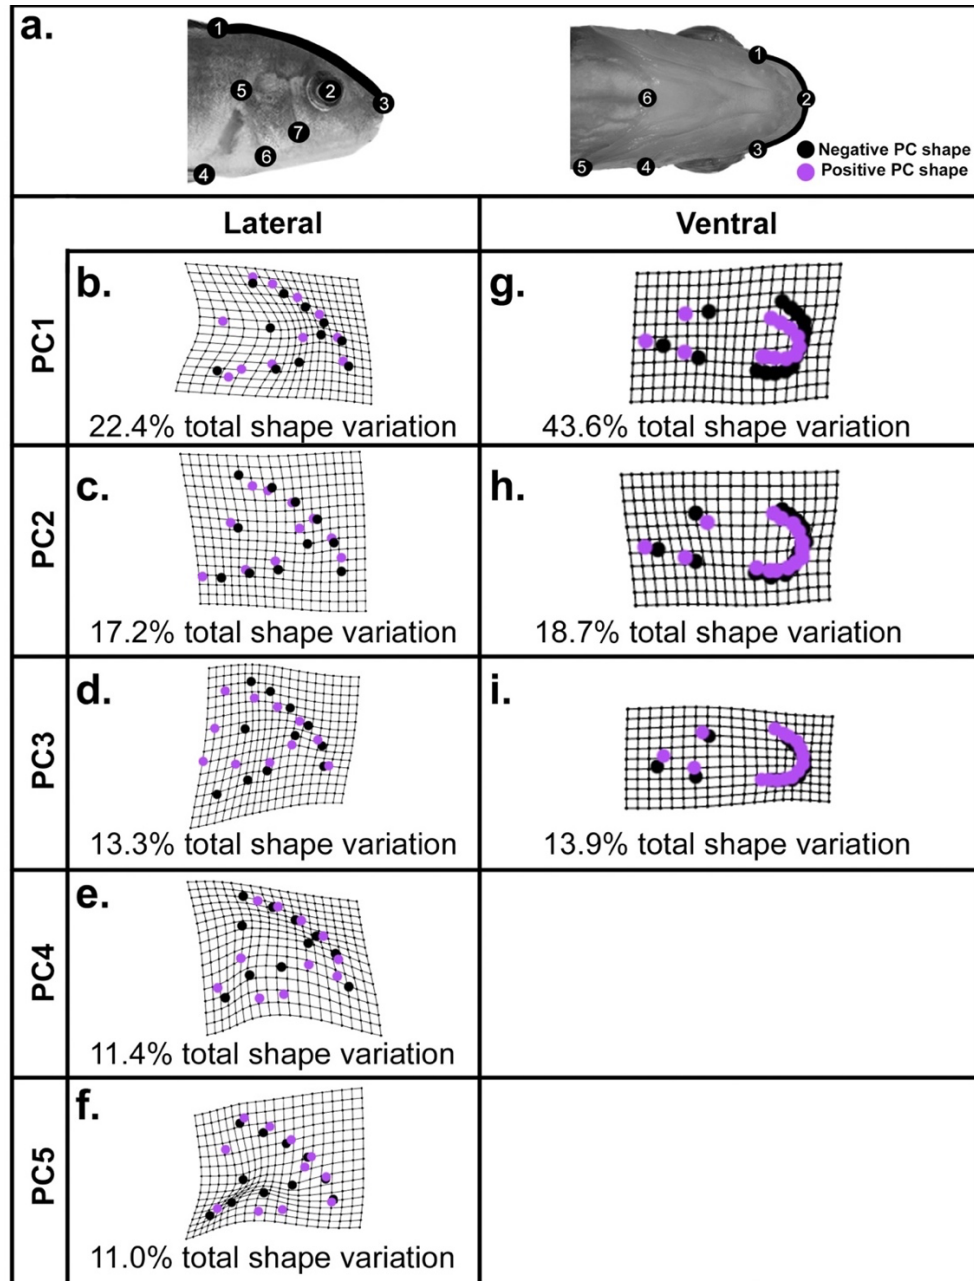 a.
1
2
3
5
7
6
4
1
2
3
6
5
4
Negative PC shape
Positive PC shape
Lateral
Ventral
PC1
b.
22.4% total shape variation
g.
43.6% total shape variation
PC2
c.
17.2% total shape variation
h.
18.7% total shape variation
PC3
d.
13.3% total shape variation
i.
13.9% total shape variation
PC4
e.
11.4% total shape variation
PC5
f.
11.0% total shape variation